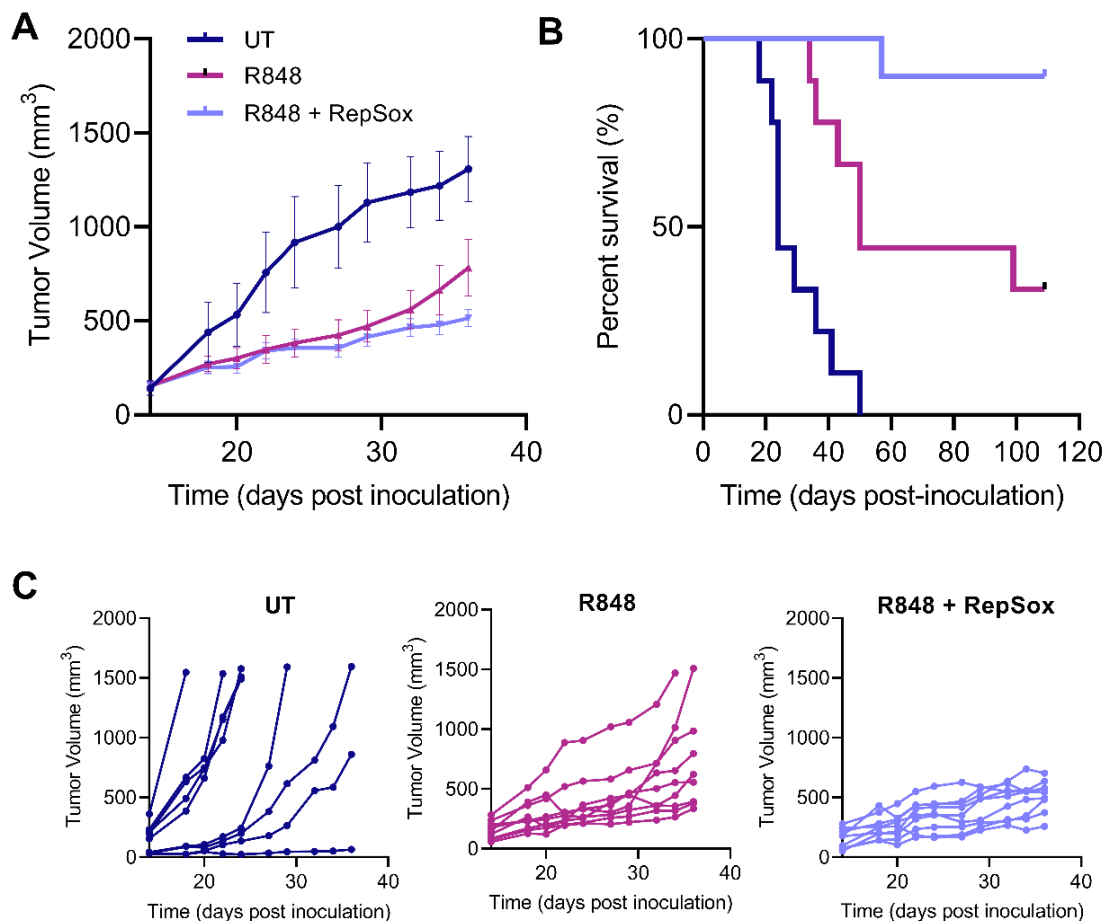 A
Tumor Volume (mm³)
2000
1500
1000
500
0
20
30
40
Time (days post inoculation)
UT
R848
R848 + RepSox
B
Percent survival (%)
100
50
0
0
20
40
60
80
100
120
Time (days post-inoculation)
C
UT
Tumor Volume (mm³)
2000
1500
1000
500
0
20
30
40
Time (days post inoculation)
R848
Tumor Volume (mm³)
2000
1500
1000
500
0
20
30
40
Time (days post inoculation)
R848 + RepSox
Tumor Volume (mm³)
2000
1500
1000
500
0
20
30
40
Time (days post inoculation)